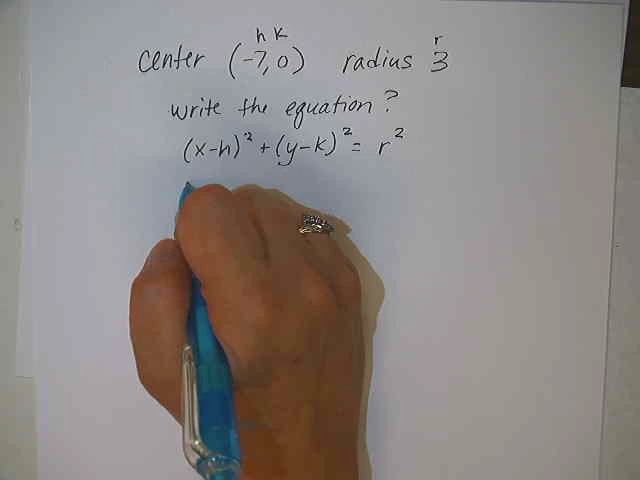 h k r
center (-7, 0) radius 3
write the equation?
(x-h)² + (y-k)² = r²